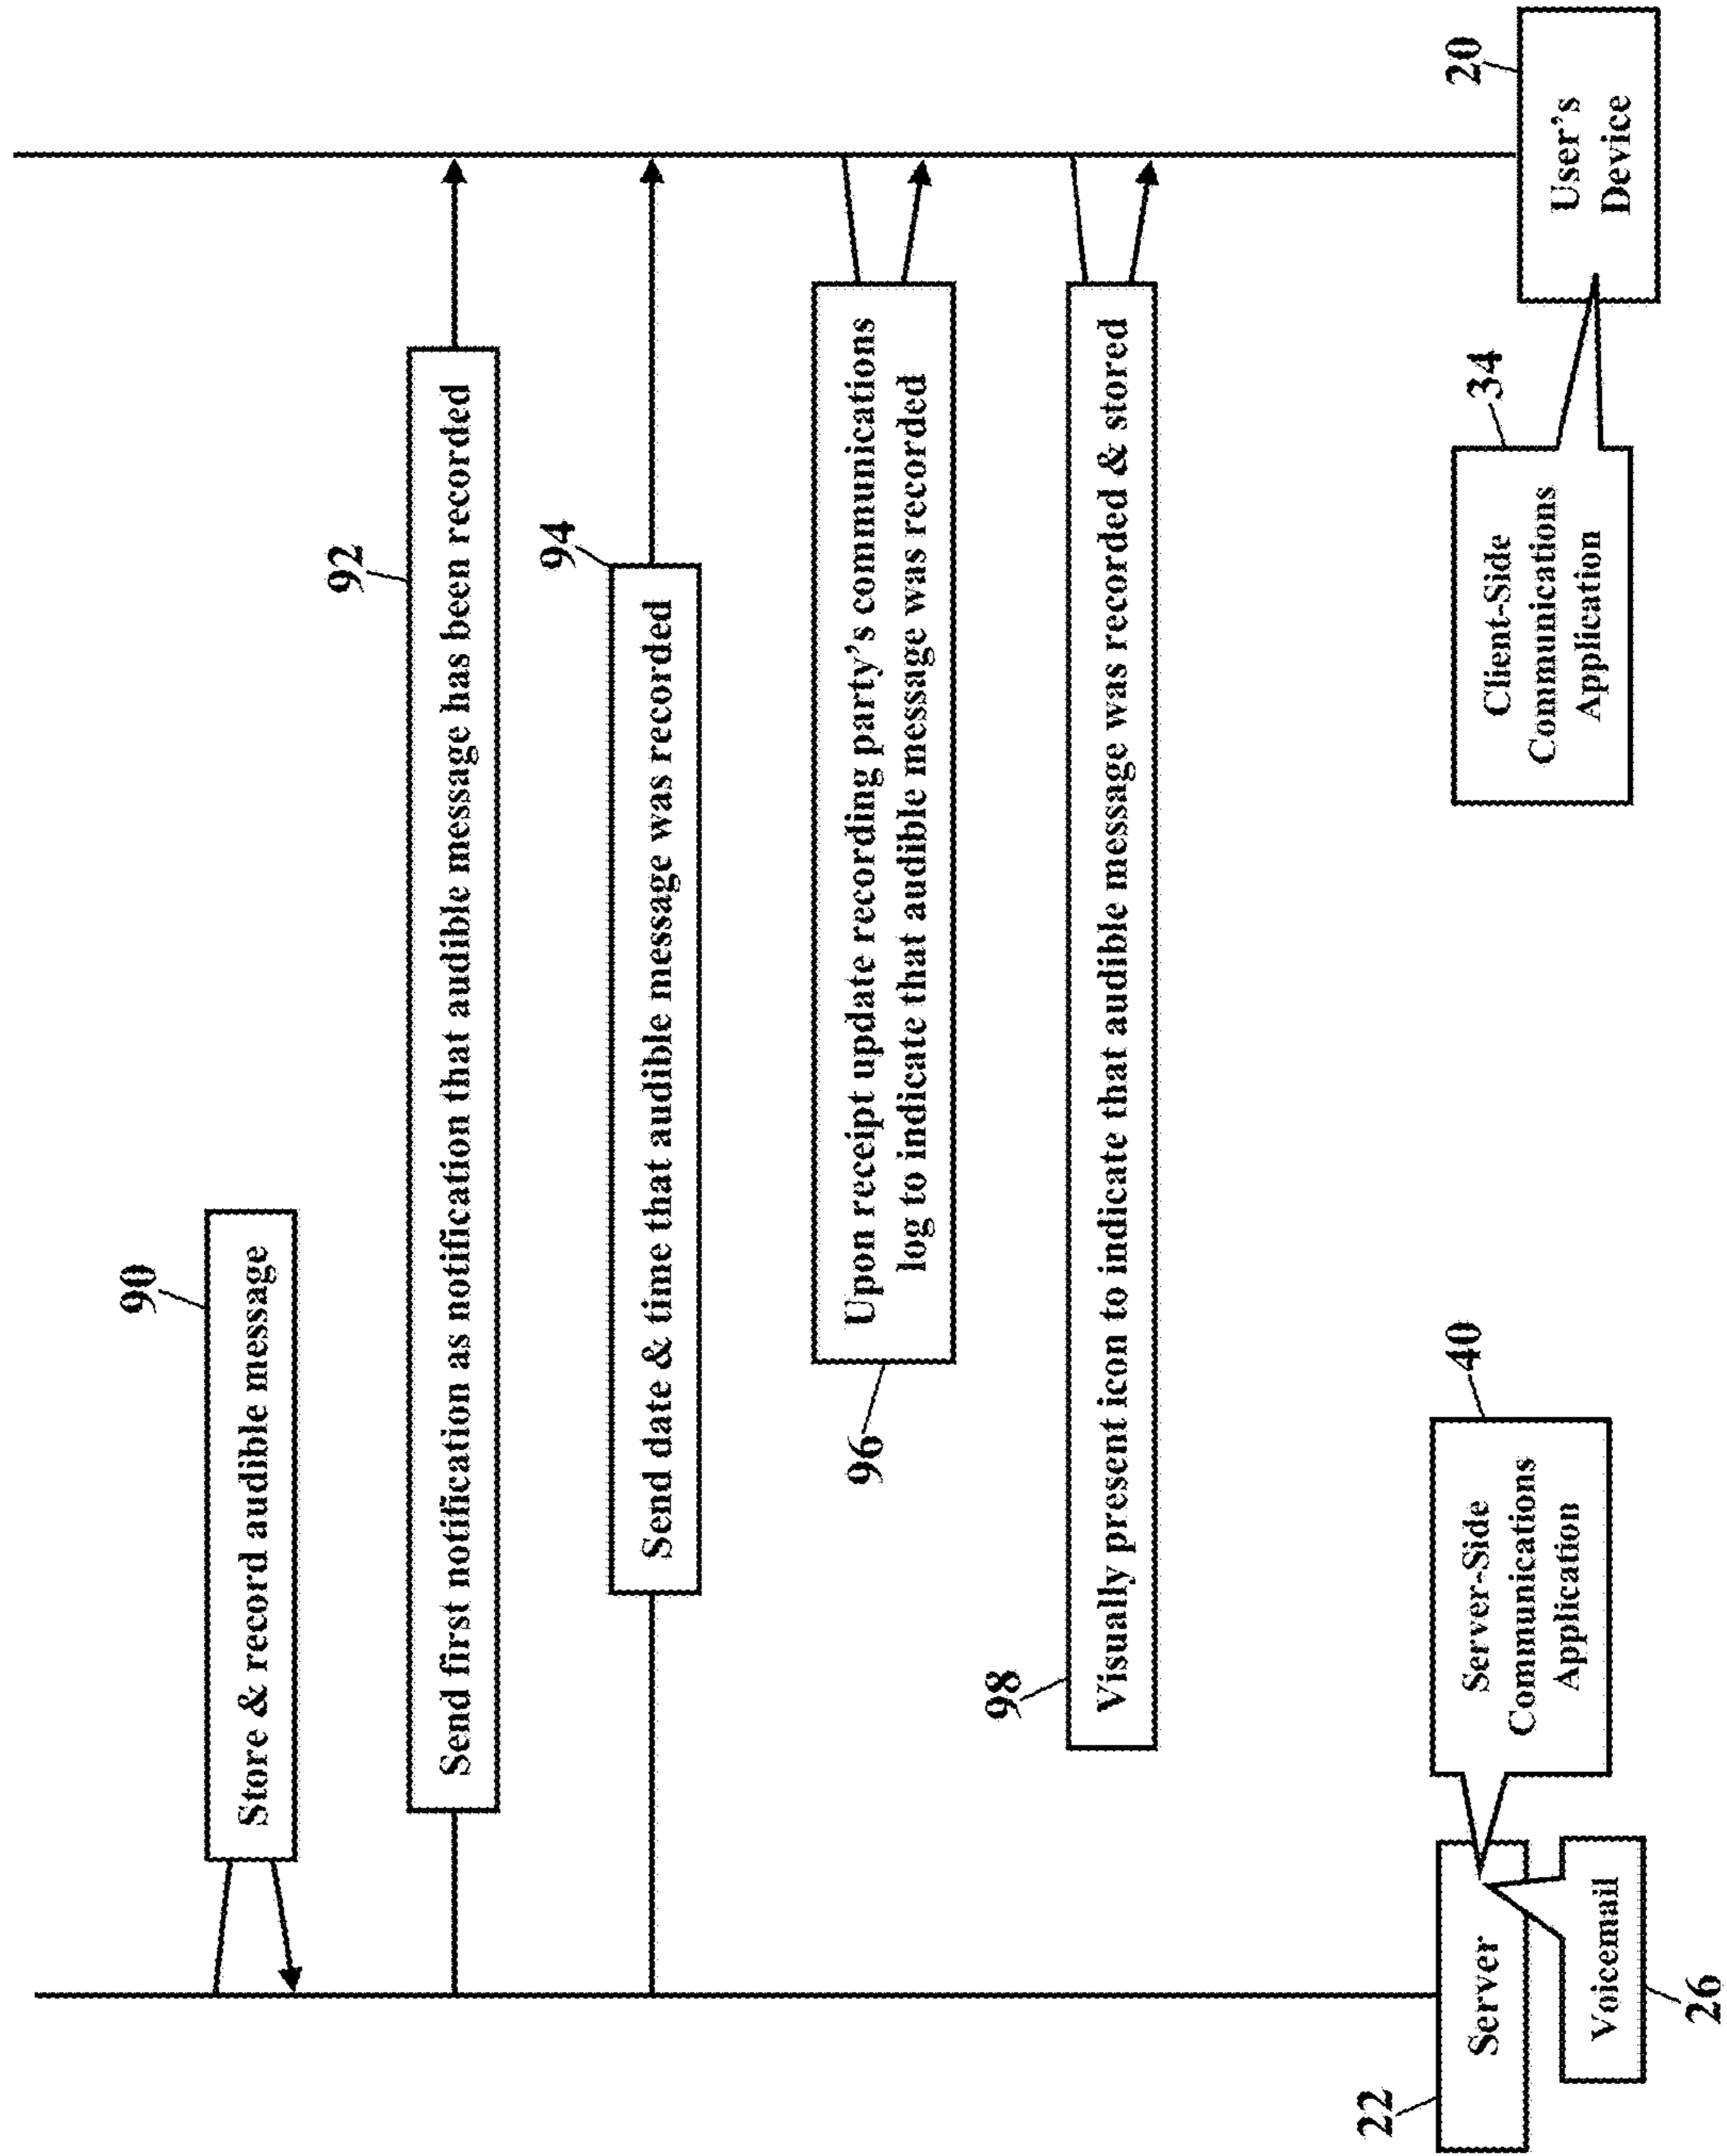 90
Store & record audible message
92
Send first notification as notification that audible message has been recorded
94
Send date & time that audible message was recorded
Upon receipt update recording party's communications
log to indicate that audible message was recorded
96
98
Visually present icon to indicate that audible message was recorded & stored
22
Server
Server-Side
Communications
Application
40
Voicemail
26
Client-Side
Communications
Application
34
User's
Device
20